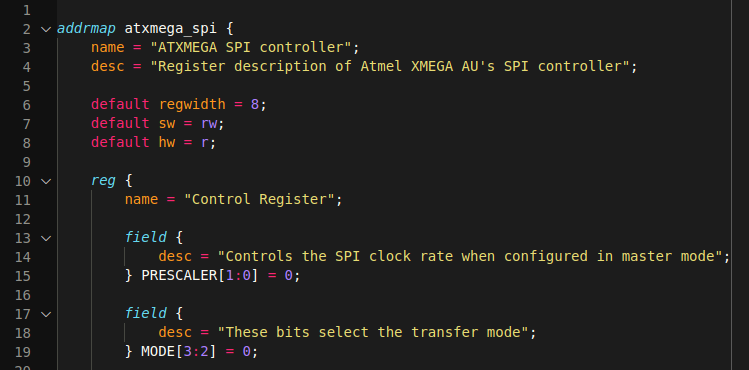 1
2 addrmap atxmega_spi {
3 name = "ATXMEGA SPI controller";
4 desc = "Register description of Atmel XMEGA AU's SPI controller";
5
6 default regwidth = 8;
7 default sw = rw;
8 default hw = r;
9
10 reg {
11 name = "Control Register";
12
13 field {
14 desc = "Controls the SPI clock rate when configured in master mode";
15 } PRESCALER[1:0] = 0;
16
17 field {
18 desc = "These bits select the transfer mode";
19 } MODE[3:2] = 0;